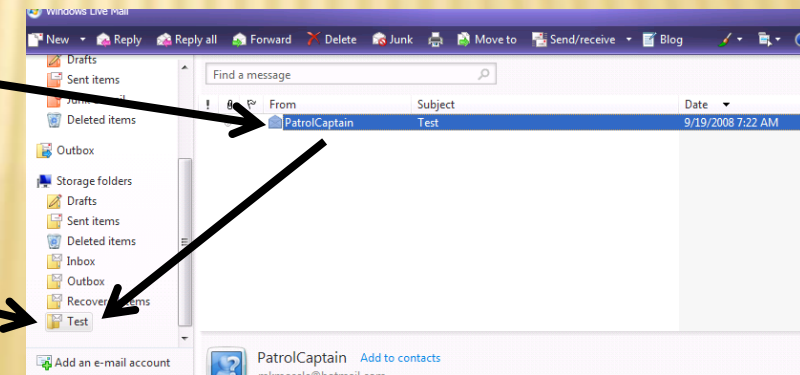 Windows Live Mail
New Reply Reply all Forward Delete Junk Move to Send/receive Blog
Drafts
Sent items
Deleted items
Outbox
Storage folders
Drafts
Sent items
Deleted items
Inbox
Outbox
Test
Add an e-mail account
Find a message
! From Subject Date
PatrolCaptain Test 9/19/2008 7:22 AM
PatrolCaptain Add to contacts